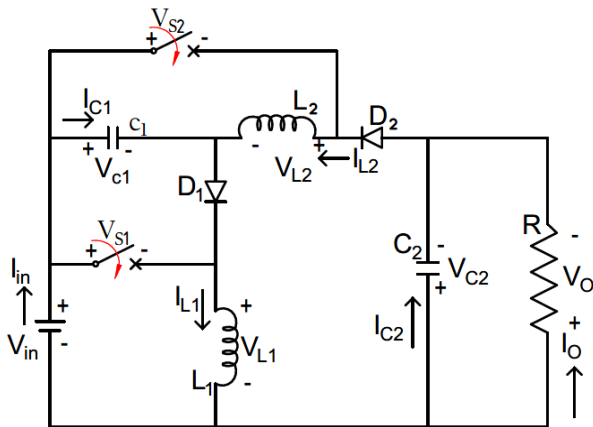 V_S2
+ -
I_C1
c_1
L_2
D_2
+ -
V_c1
- +
V_L2
I_L2
D_1
V_S1
+ -
R
-
C_2
-
V_C2
+
V_O
I_in
+
V_in
-
I_L1
+
V_L1
L_1
-
I_C2
+
I_O